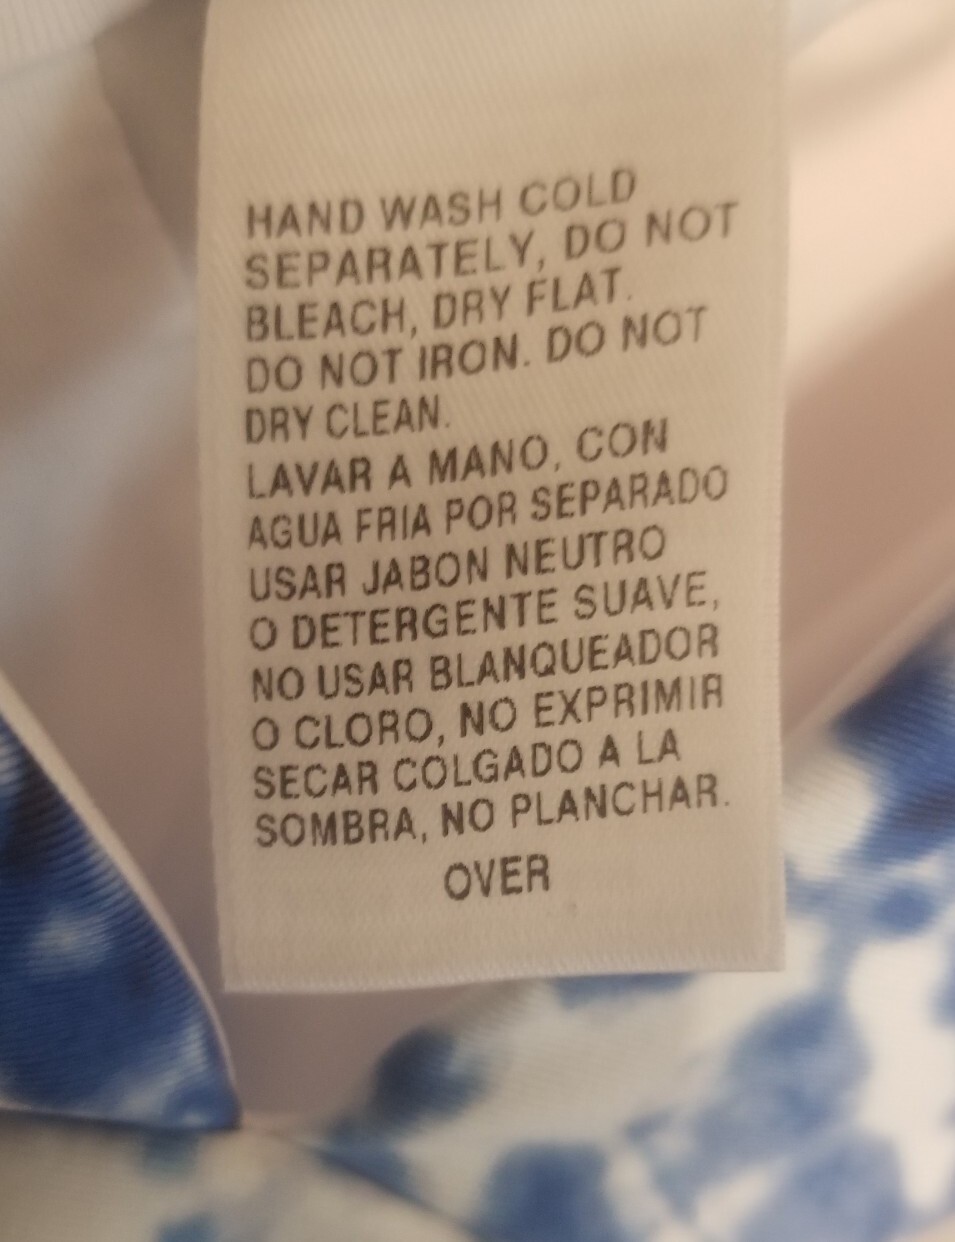 HAND WASH COLD
SEPARATELY, DO NOT
BLEACH, DRY FLAT.
DO NOT IRON. DO NOT
DRY CLEAN.
LAVAR A MANO, CON
AGUA FRIA POR SEPARADO
USAR JABON NEUTRO
O DETERGENTE SUAVE,
NO USAR BLANQUEADOR
O CLORO, NO EXPRIMIR
SECAR COLGADO A LA
SOMBRA, NO PLANCHAR.
OVER